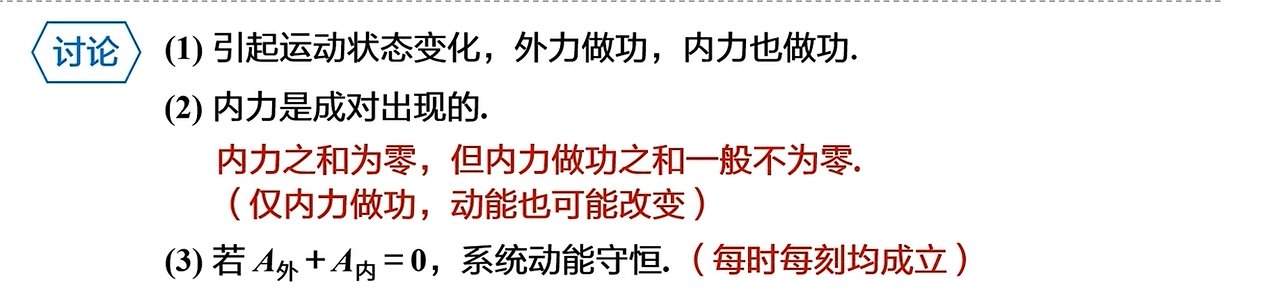 讨论
(1) 引起运动状态变化，外力做功，内力也做功.
(2) 内力是成对出现的.
内力之和为零，但内力做功之和一般不为零.
（仅内力做功，动能也可能改变）
(3) 若 A外 + A内 = 0，系统动能守恒.（每时每刻均成立）